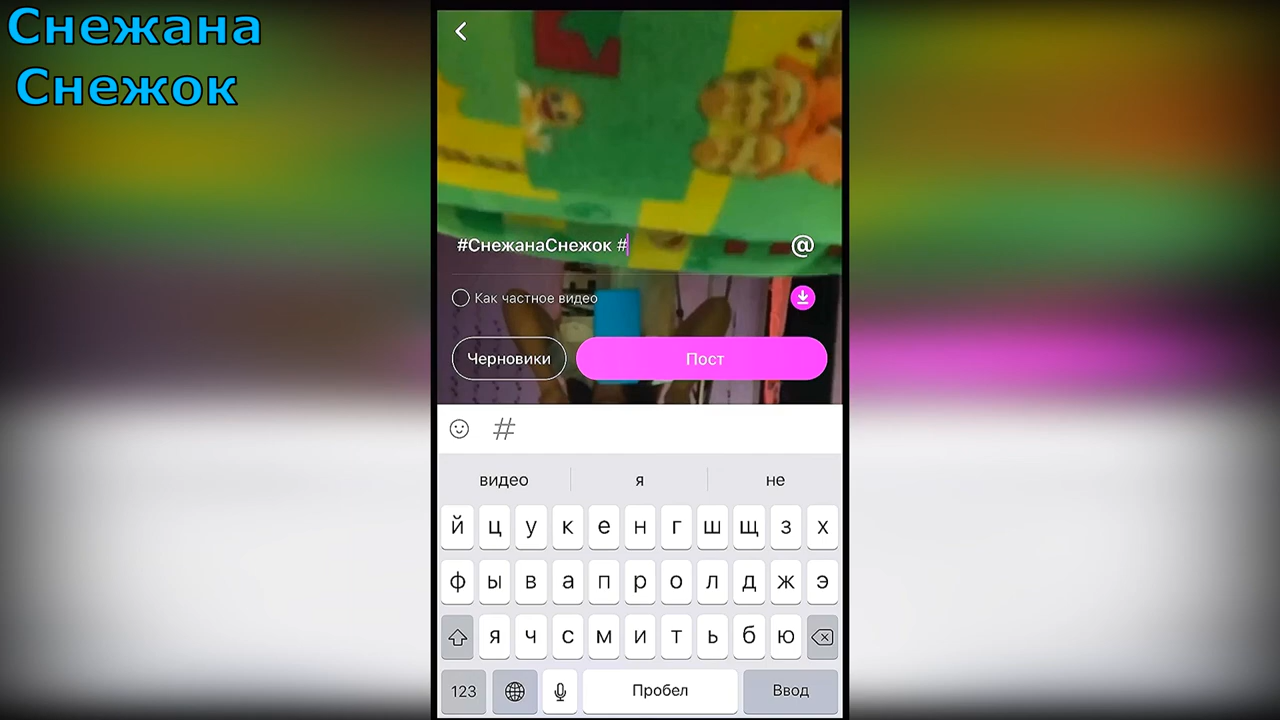 Снежана
Снежок
#СнежанаСнежок #
@
Как частное видео
Черновики
Пост
#
видео я не
й ц у к е н г ш щ з х
ф ы в а п р о л д ж э
я ч с м и т ь б ю
123 Пробел Ввод